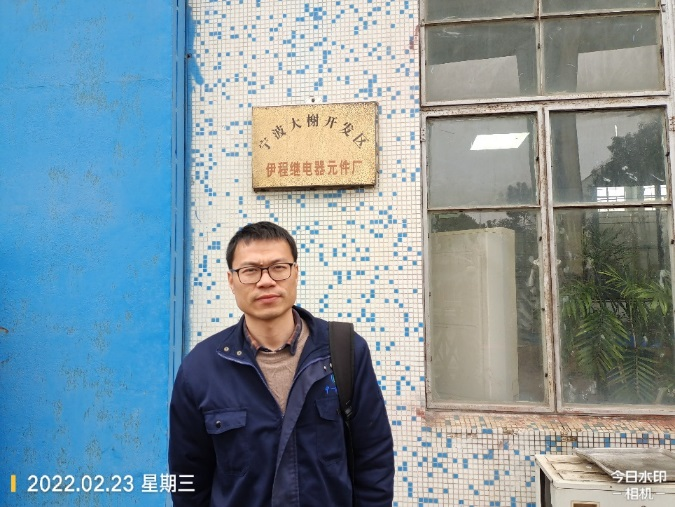 宁波大榭开发区
伊程继电器元件厂
2022.02.23 星期三
今日水印
相机